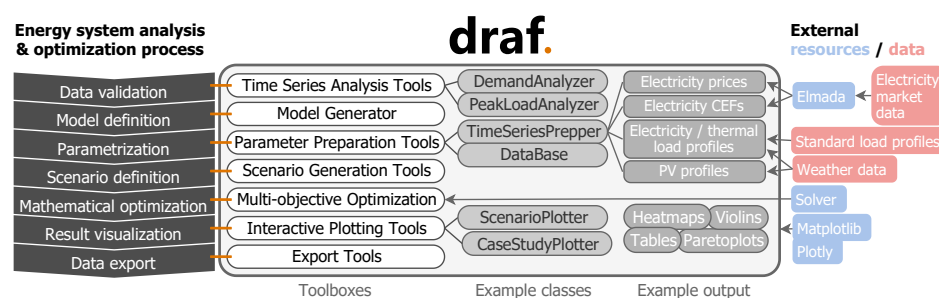 Energy system analysis
& optimization process
draf.
External
resources / data
Data validation
Model definition
Parametrization
Scenario definition
Mathematical optimization
Result visualization
Data export
Time Series Analysis Tools
Model Generator
Parameter Preparation Tools
Scenario Generation Tools
Multi-objective Optimization
Interactive Plotting Tools
Export Tools
DemandAnalyzer
PeakLoadAnalyzer
TimeSeriesPrepper
DataBase
ScenarioPlotter
CaseStudyPlotter
Electricity prices
Electricity CEFs
Electricity / thermal
load profiles
PV profiles
Heatmaps Violins
Tables Paretoplots
Elmada
Electricity
market
data
Standard load profiles
Weather data
Solver
Matplotlib
Plotly
Toolboxes
Example classes
Example output